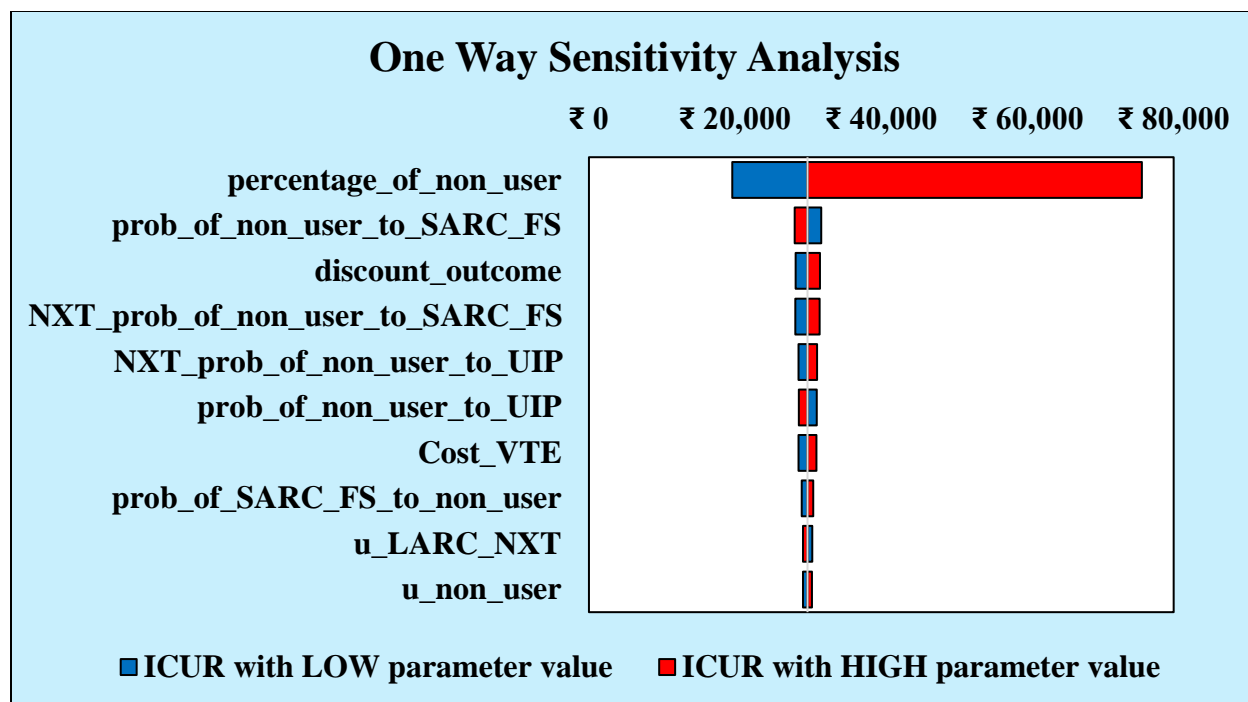 One Way Sensitivity Analysis
₹ 0 ₹ 20,000 ₹ 40,000 ₹ 60,000 ₹ 80,000
percentage_of_non_user
prob_of_non_user_to_SARC_FS
discount_outcome
NXT_prob_of_non_user_to_SARC_FS
NXT_prob_of_non_user_to_UIP
prob_of_non_user_to_UIP
Cost_VTE
prob_of_SARC_FS_to_non_user
u_LARC_NXT
u_non_user
ICUR with LOW parameter value ICUR with HIGH parameter value